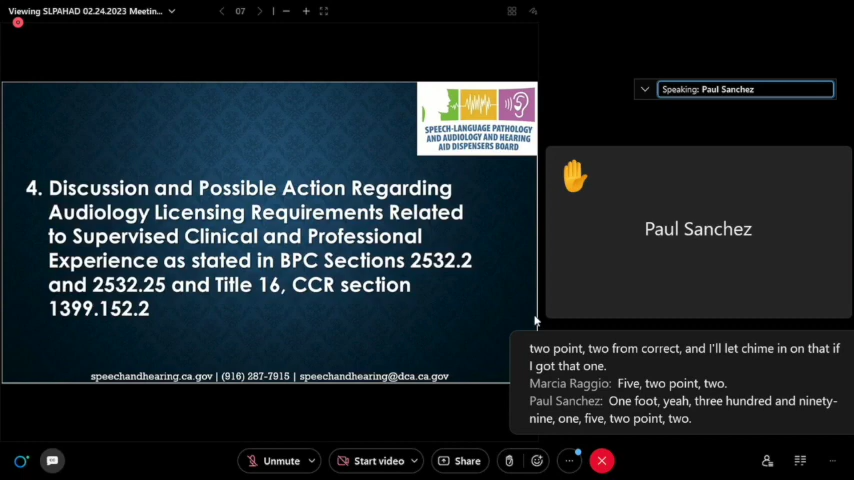 Viewing SLPAHAD 02.24.2023 Meetin...
07
Speaking: Paul Sanchez
SPEECH-LANGUAGE PATHOLOGY
AND AUDIOLOGY AND HEARING
AID DISPENSERS BOARD
4. Discussion and Possible Action Regarding
Audiology Licensing Requirements Related
to Supervised Clinical and Professional
Experience as stated in BPC Sections 2532.2
and 2532.25 and Title 16, CCR section
1399.152.2
speechandhearing.ca.gov | (916) 287-7915 | speechandhearing@dca.ca.gov
Paul Sanchez
two point, two from correct, and I'll let chime in on that if
I got that one.
Marcia Raggio: Five, two point, two.
Paul Sanchez: One foot, yeah, three hundred and ninety-
nine, one, five, two point, two.
Unmute
Start video
Share